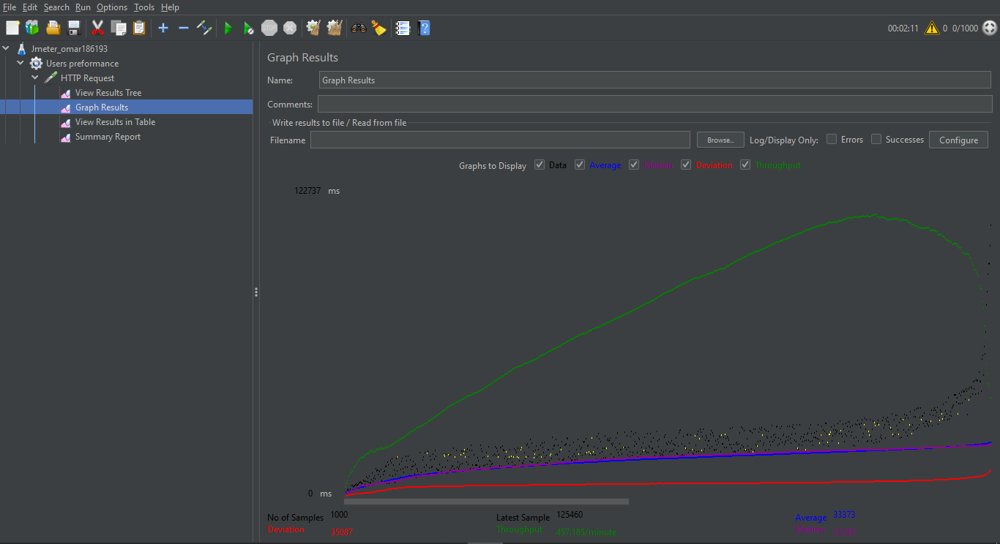 File Edit Search Run Options Tools Help
STOP
00:02:11 0 0/1000
Jmeter_omar186193
Users preformance
HTTP Request
View Results Tree
Graph Results
View Results in Table
Summary Report
Graph Results
Name: Graph Results
Comments:
Write results to file / Read from file
Filename Browse... Log/Display Only: Errors Successes Configure
Graphs to Display Data Average Median Deviation Throughput
122737 ms
0 ms
No of Samples 1000 Latest Sample 125460 Average 33373
Deviation 35087 Throughput 457.185/minute Median